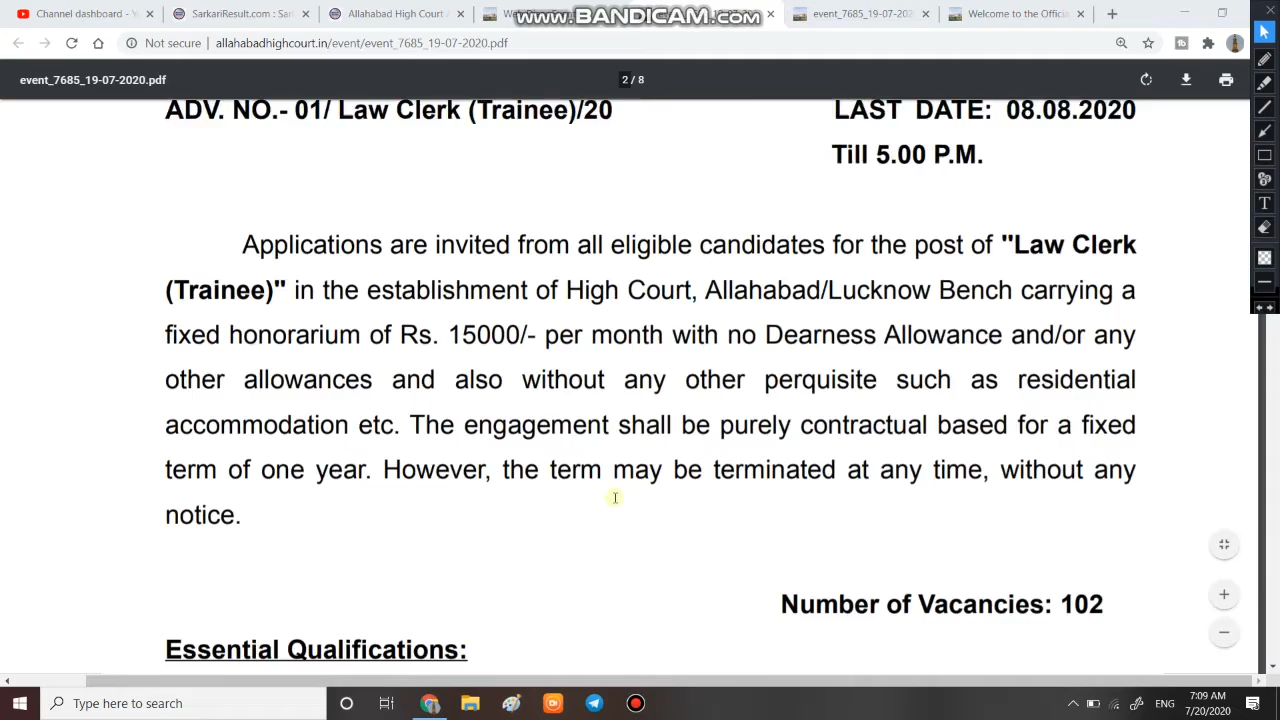 Channel dashboard - Y
SarkariResult.com : Sark
Allahabad High Court A
event_7685_19-07-2020
Welcome to the Officia
www.BANDICAM.com
Not secure
allahabadhighcourt.in/event/event_7685_19-07-2020.pdf
event_7685_19-07-2020.pdf
2 / 8
ADV. NO.- 01/ Law Clerk (Trainee)/20 LAST DATE: 08.08.2020
Till 5.00 P.M.
Applications are invited from all eligible candidates for the post of "Law Clerk
(Trainee)" in the establishment of High Court, Allahabad/Lucknow Bench carrying a
fixed honorarium of Rs. 15000/- per month with no Dearness Allowance and/or any
other allowances and also without any other perquisite such as residential
accommodation etc. The engagement shall be purely contractual based for a fixed
term of one year. However, the term may be terminated at any time, without any
notice.
Number of Vacancies: 102
Essential Qualifications:
Type here to search
ENG
7:09 AM
7/20/2020